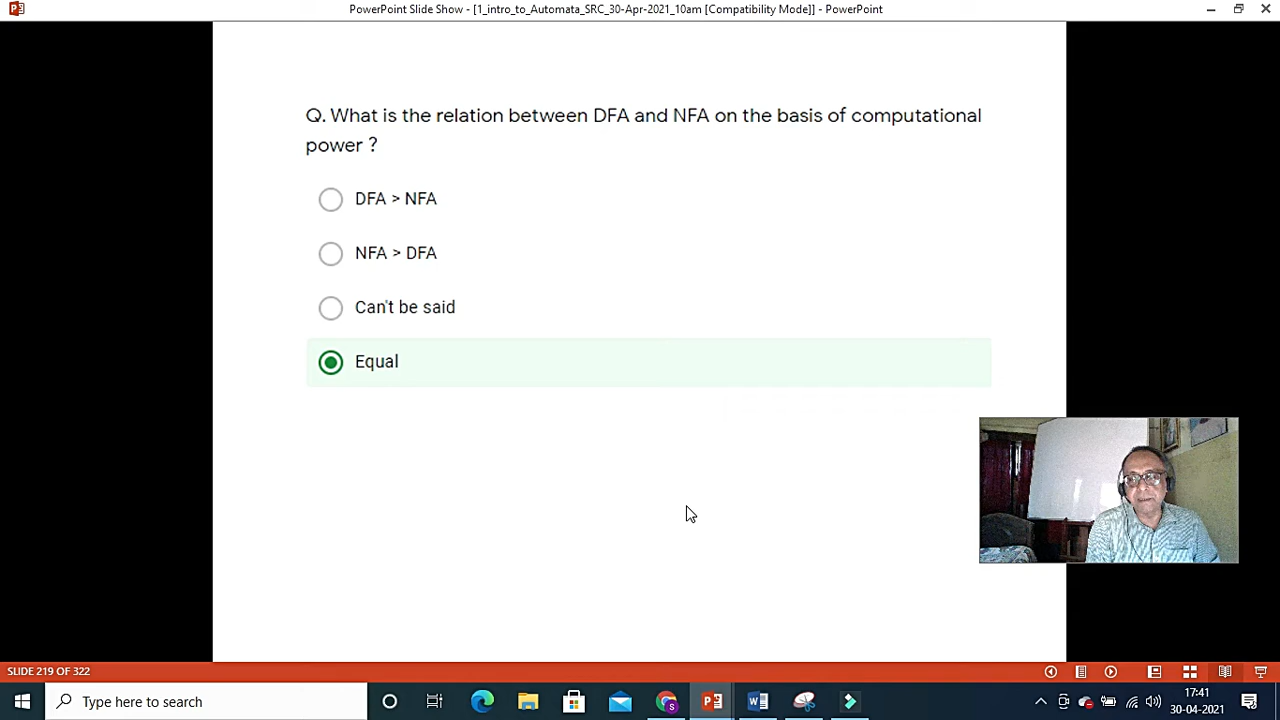 PowerPoint Slide Show - [1_intro_to_Automata_SRC_30-Apr-2021_10am [Compatibility Mode]] - PowerPoint
Q. What is the relation between DFA and NFA on the basis of computational
power ?
DFA > NFA
NFA > DFA
Can't be said
Equal
SLIDE 219 OF 322
Type here to search
17:41
30-04-2021